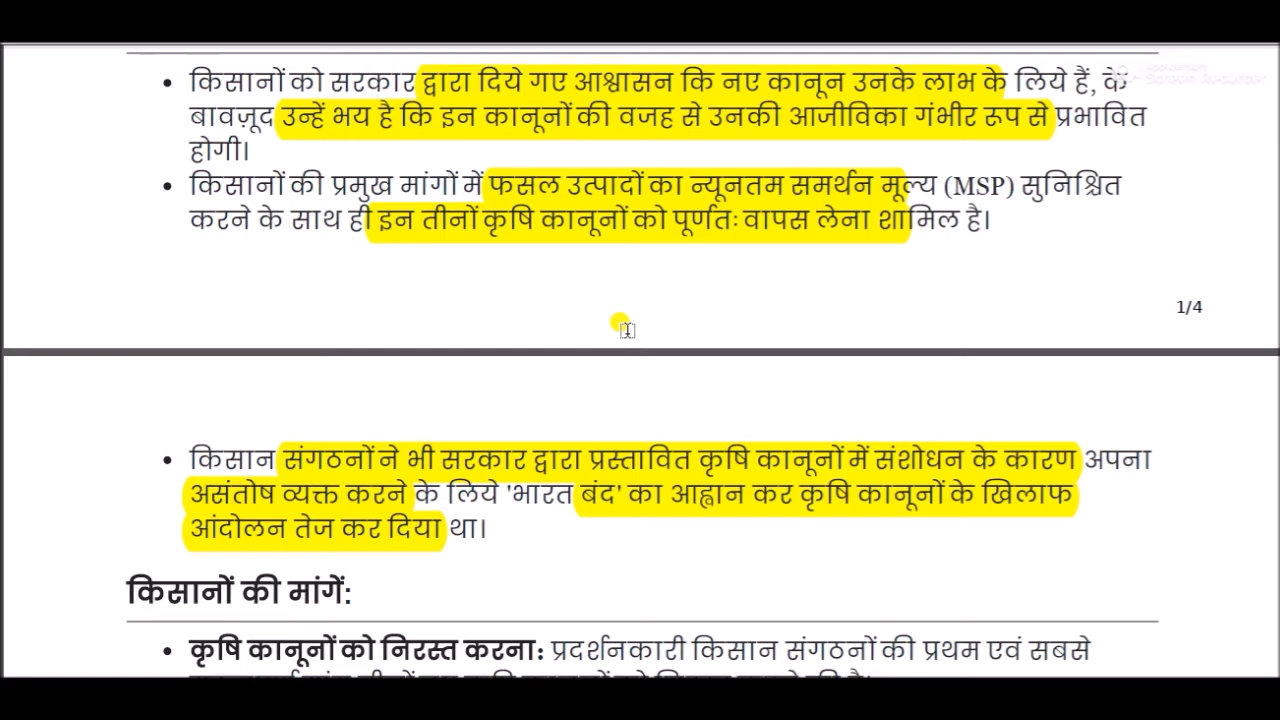 किसानों को सरकार द्वारा दिये गए आश्वासन कि नए कानून उनके लाभ के लिये हैं, के
बावज़ूद उन्हें भय है कि इन कानूनों की वजह से उनकी आजीविका गंभीर रूप से प्रभावित
होगी।
किसानों की प्रमुख मांगों में फसल उत्पादों का न्यूनतम समर्थन मूल्य (MSP) सुनिश्चित
करने के साथ ही इन तीनों कृषि कानूनों को पूर्णतः वापस लेना शामिल है।
1/4
किसान संगठनों ने भी सरकार द्वारा प्रस्तावित कृषि कानूनों में संशोधन के कारण अपना
असंतोष व्यक्त करने के लिये 'भारत बंद' का आह्वान कर कृषि कानूनों के खिलाफ
आंदोलन तेज कर दिया था।
किसानों की मांगें:
कृषि कानूनों को निरस्त करना: प्रदर्शनकारी किसान संगठनों की प्रथम एवं सबसे